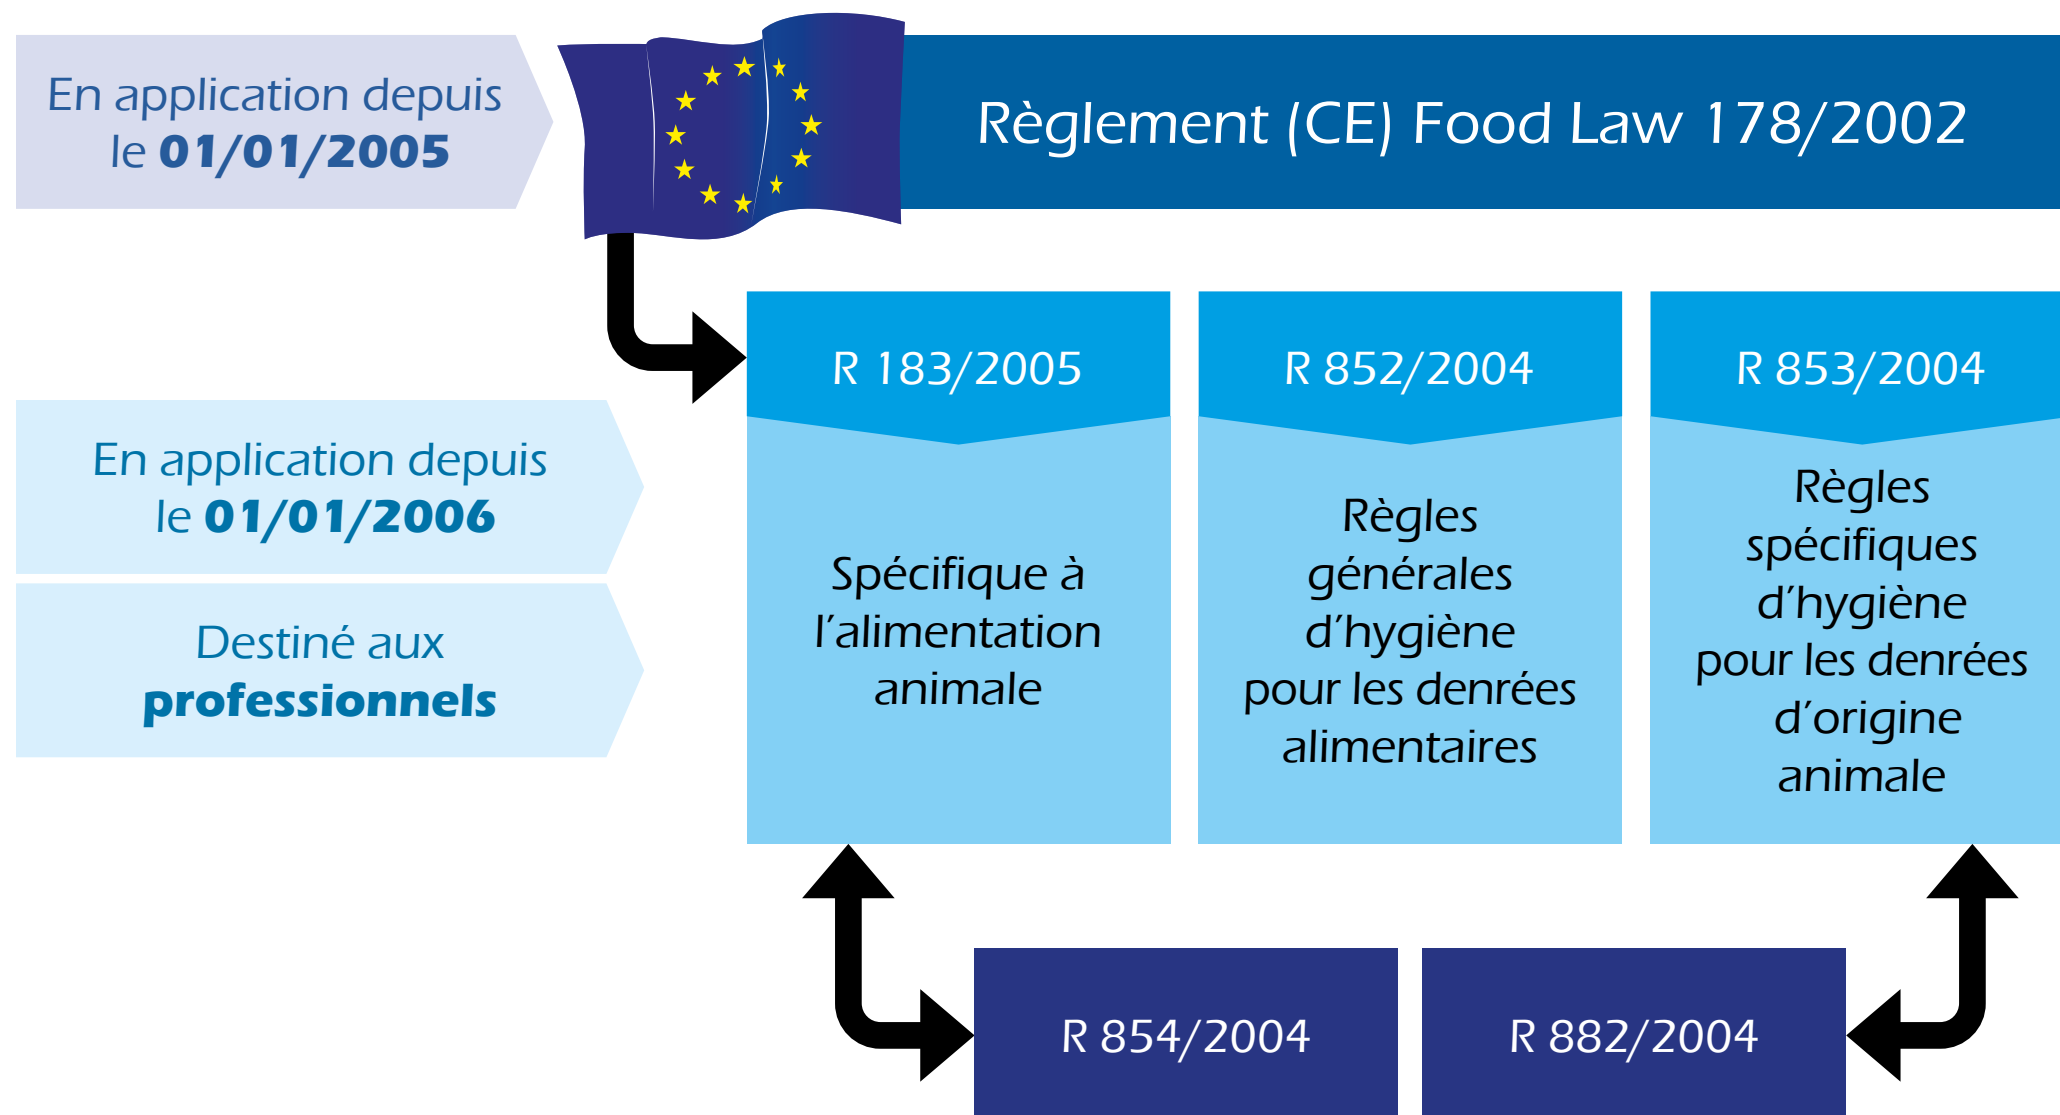 En application depuis
le 01/01/2005
Règlement (CE) Food Law 178/2002
En application depuis
le 01/01/2006
Destiné aux
professionnels
R 183/2005
Spécifique à
l’alimentation
animale
R 852/2004
Règles
générales
d’hygiène
pour les denrées
alimentaires
R 853/2004
Règles
spécifiques
d’hygiène
pour les denrées
d’origine
animale
R 854/2004
R 882/2004